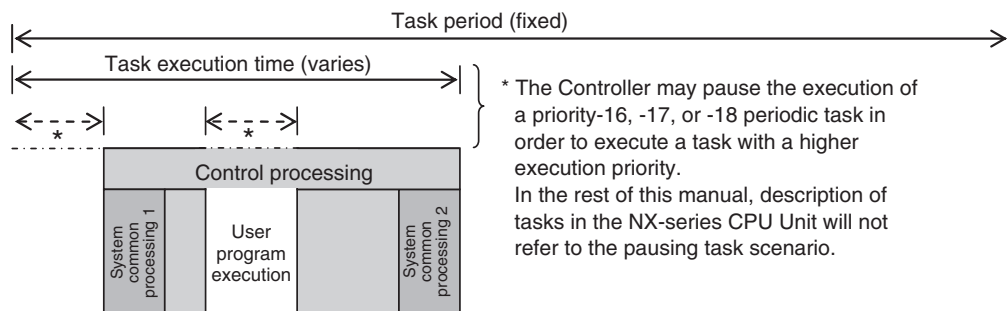 Task period (fixed)
Task execution time (varies)
*
*
* The Controller may pause the execution of
a priority-16, -17, or -18 periodic task in
order to execute a task with a higher
execution priority.
In the rest of this manual, description of
tasks in the NX-series CPU Unit will not
refer to the pausing task scenario.
Control processing
System
common
processing 1
User
program
execution
System
common
processing 2